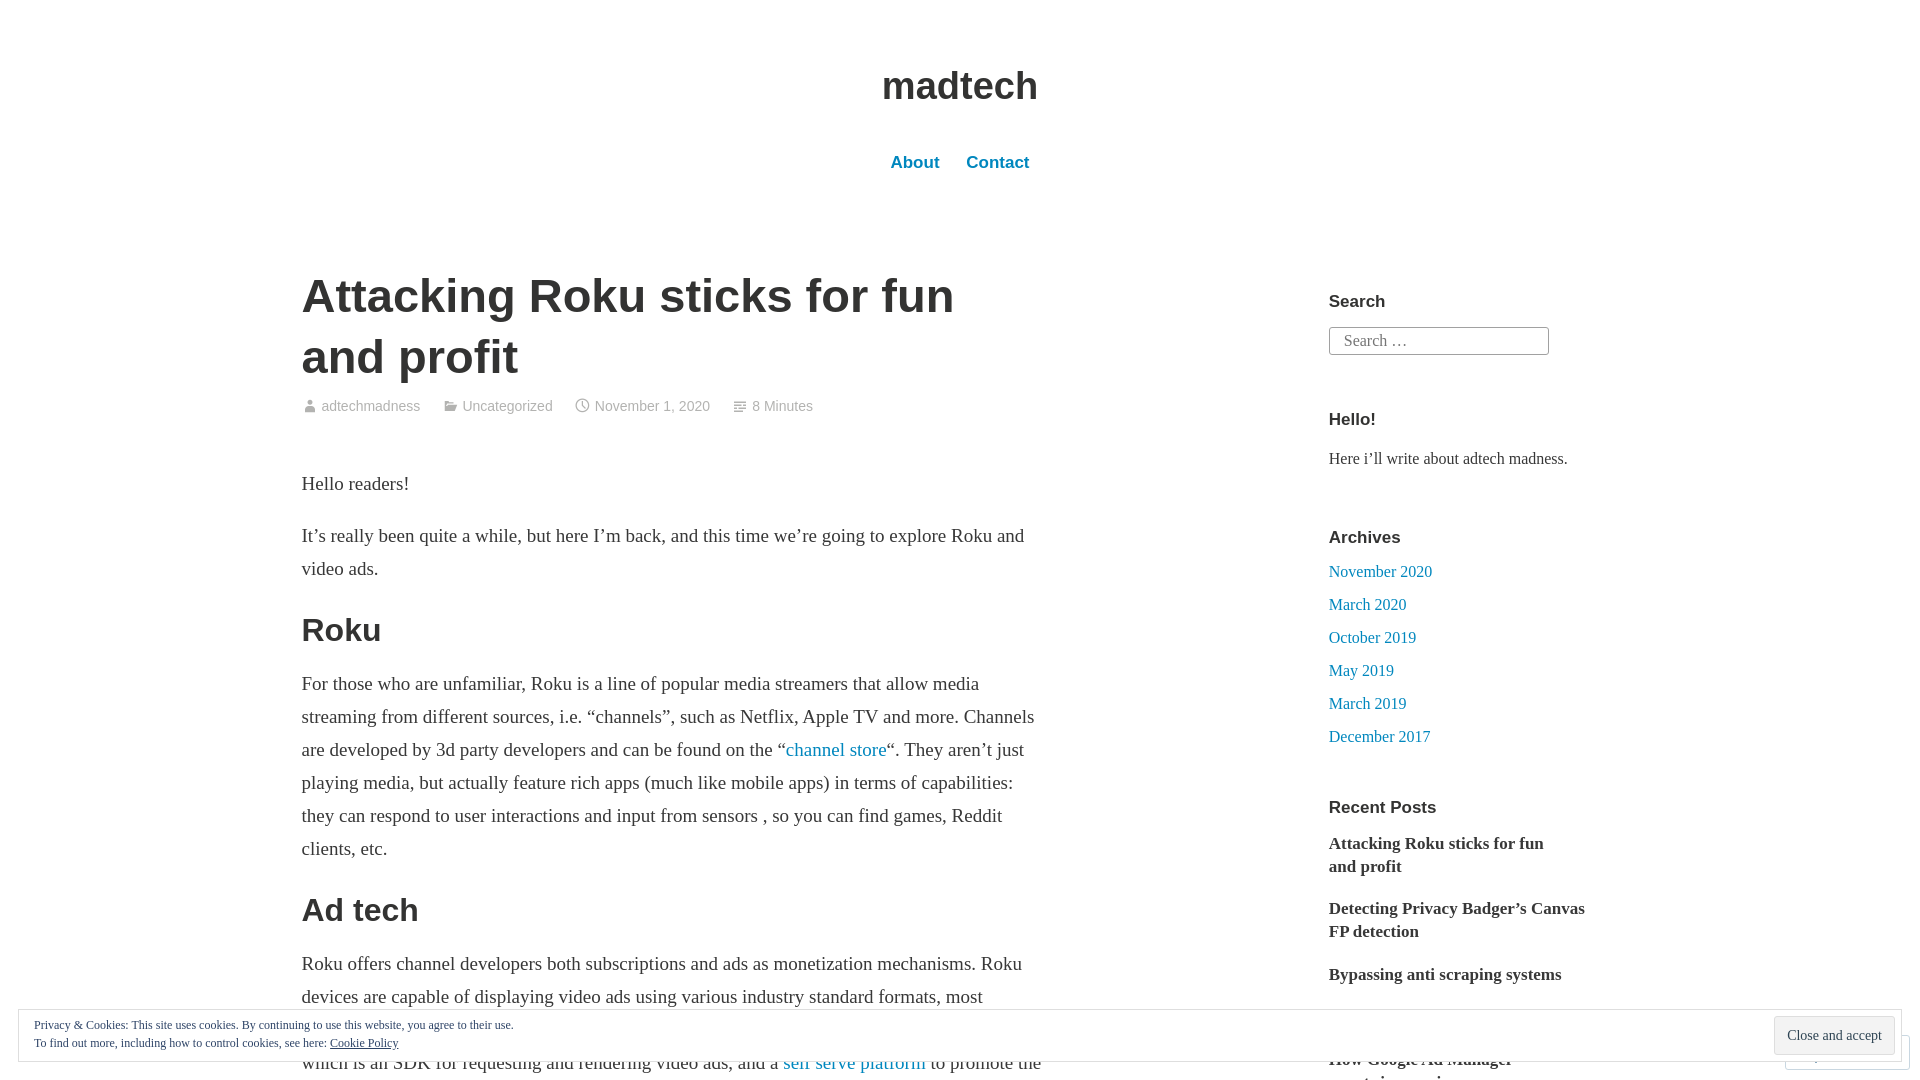 madtech
About Contact
Attacking Roku sticks for fun
and profit
adtechmadness Uncategorized November 1, 2020 8 Minutes
Hello readers!
It’s really been quite a while, but here I’m back, and this time we’re going to explore Roku and
video ads.
Roku
For those who are unfamiliar, Roku is a line of popular media streamers that allow media
streaming from different sources, i.e. “channels”, such as Netflix, Apple TV and more. Channels
are developed by 3d party developers and can be found on the “channel store“. They aren’t just
playing media, but actually feature rich apps (much like mobile apps) in terms of capabilities:
they can respond to user interactions and input from sensors , so you can find games, Reddit
clients, etc.
Ad tech
Roku offers channel developers both subscriptions and ads as monetization mechanisms. Roku
devices are capable of displaying video ads using various industry standard formats, most
which is an SDK for requesting and rendering video ads, and a self serve platform to promote the
Search
Search …
Hello!
Here i’ll write about adtech madness.
Archives
November 2020
March 2020
October 2019
May 2019
March 2019
December 2017
Recent Posts
Attacking Roku sticks for fun
and profit
Detecting Privacy Badger’s Canvas
FP detection
Bypassing anti scraping systems
How Google Ad Manager
Privacy & Cookies: This site uses cookies. By continuing to use this website, you agree to their use.
To find out more, including how to control cookies, see here: Cookie Policy
Close and accept